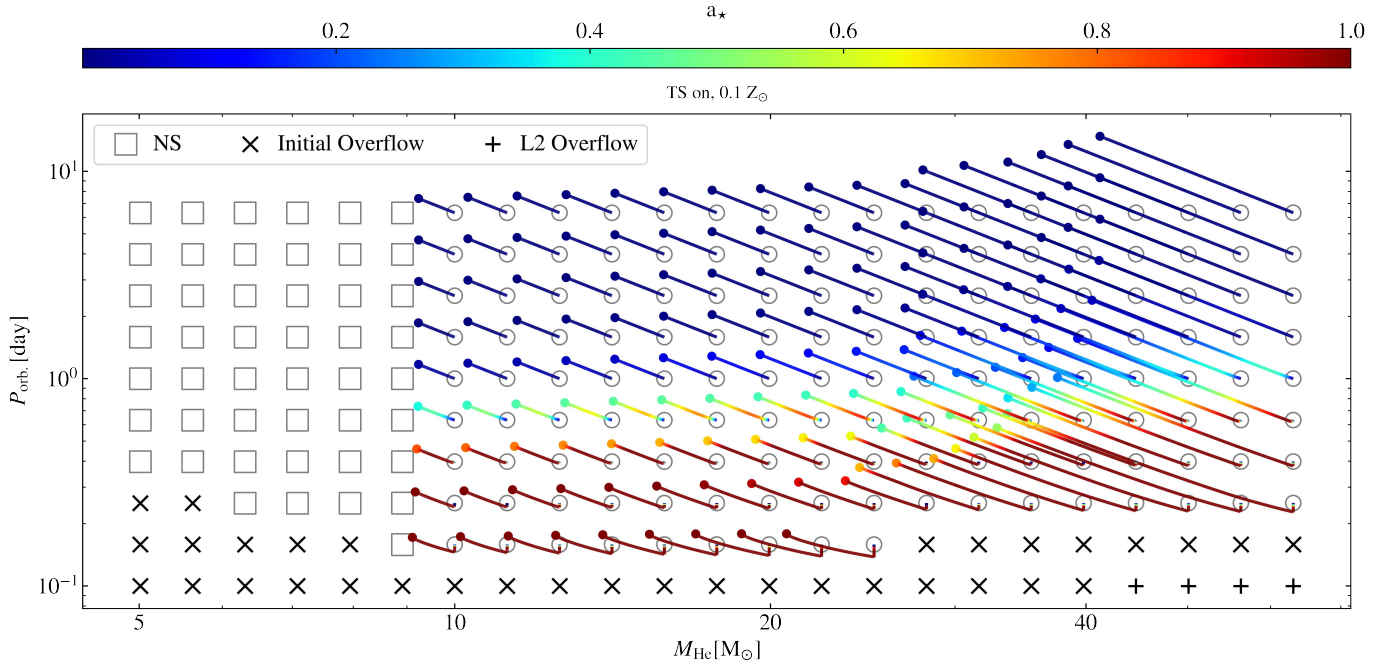 a⋆
0.2 0.4 0.6 0.8 1.0
TS on, 0.1 Z⊙
NS Initial Overflow L2 Overflow
10¹
10⁰
10⁻¹
P_orb. [day]
5 10 20 40
M_He[M⊙]